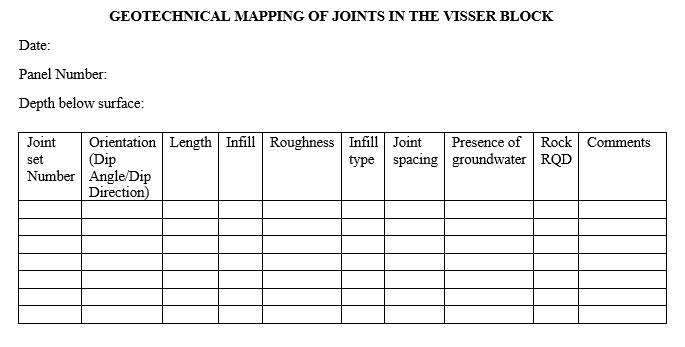 GEOTECHNICAL MAPPING OF JOINTS IN THE VISSER BLOCK
Date:
Panel Number:
Depth below surface:
Joint set Number
Orientation (Dip Angle/Dip Direction)
Length
Infill
Roughness
Infill type
Joint spacing
Presence of groundwater
Rock RQD
Comments